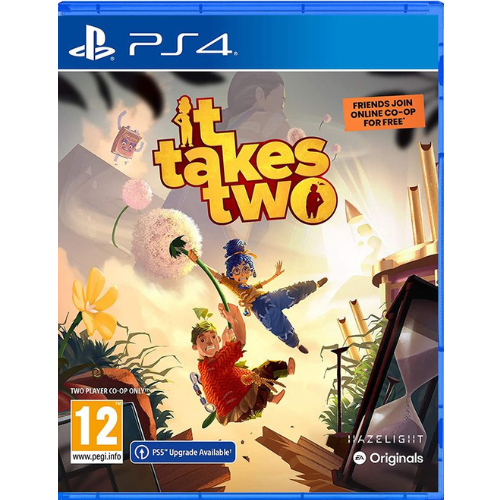 PS4
FRIENDS JOIN
ONLINE CO-OP
FOR FREE*
it
takes
two
TWO PLAYER CO-OP ONLY
12
www.pegi.info
PS5™ Upgrade Available
HAZELIGHT
EA Originals